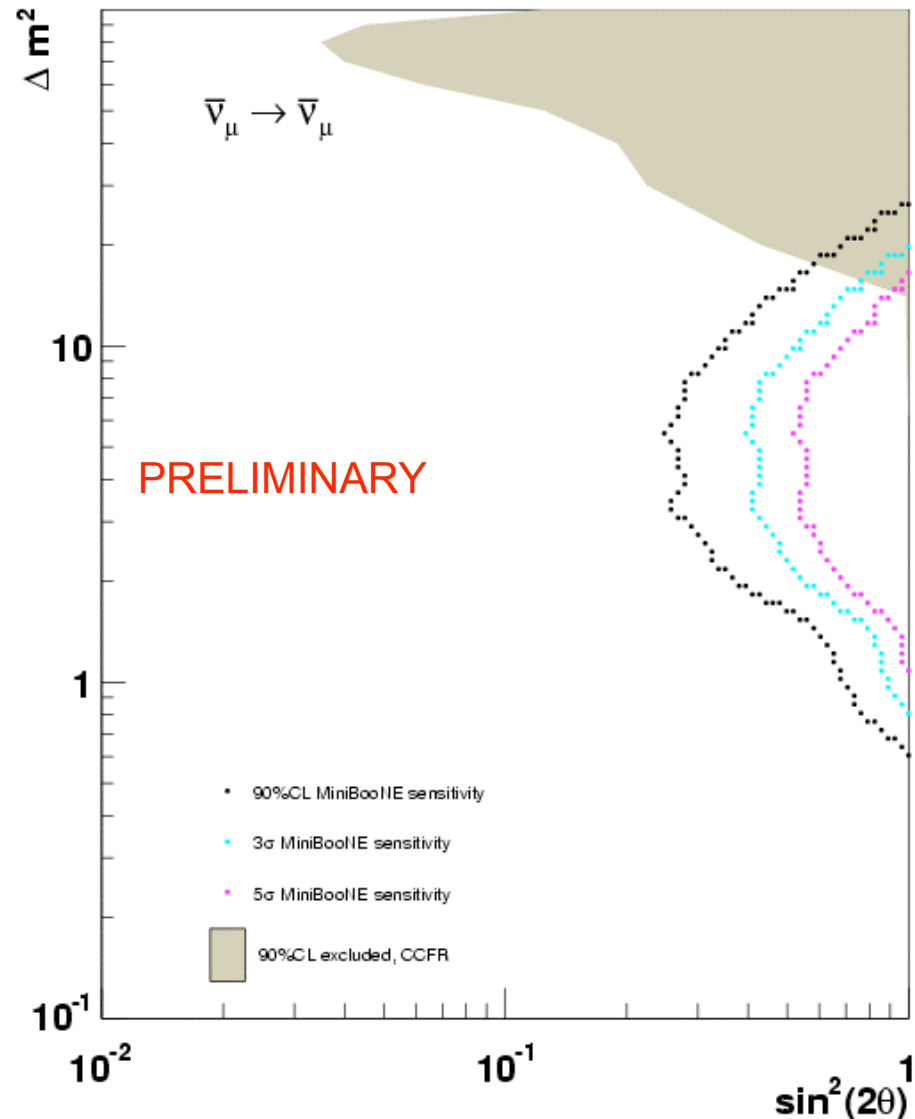 Δ m²
ν̅μ → ν̅μ
10
PRELIMINARY
1
90%CL MiniBooNE sensitivity
3σ MiniBooNE sensitivity
5σ MiniBooNE sensitivity
90%CL excluded, CCFR
10⁻¹
10⁻² 10⁻¹ 1
sin²(2θ)